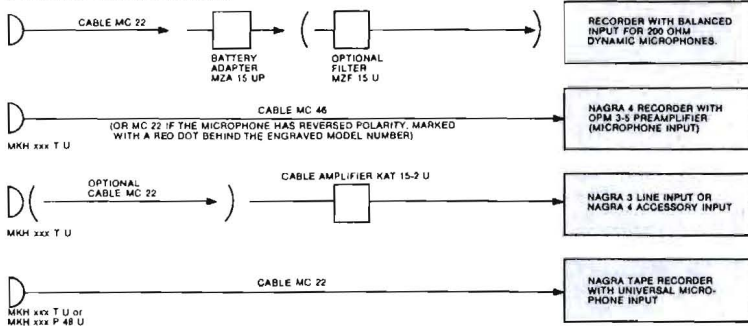 CABLE MC 22
BATTERY
ADAPTER
MZA 15 UP
OPTIONAL
FILTER
MZF 15 U
RECORDER WITH BALANCED
INPUT FOR 200 OHM
DYNAMIC MICROPHONES.
CABLE MC 46
(OR MC 22 IF THE MICROPHONE HAS REVERSED POLARITY, MARKED
WITH A RED DOT BEHIND THE ENGRAVED MODEL NUMBER)
MKH xxx T U
NAGRA 4 RECORDER WITH
OPM 3-5 PREAMPLIFIER
(MICROPHONE INPUT)
OPTIONAL
CABLE MC 22
CABLE AMPLIFIER KAT 15-2 U
MKH xxx T U
NAGRA 3 LINE INPUT OR
NAGRA 4 ACCESSORY INPUT
CABLE MC 22
MKH xxx T U or
MKH xxx P 48 U
NAGRA TAPE RECORDER
WITH UNIVERSAL MICRO-
PHONE INPUT